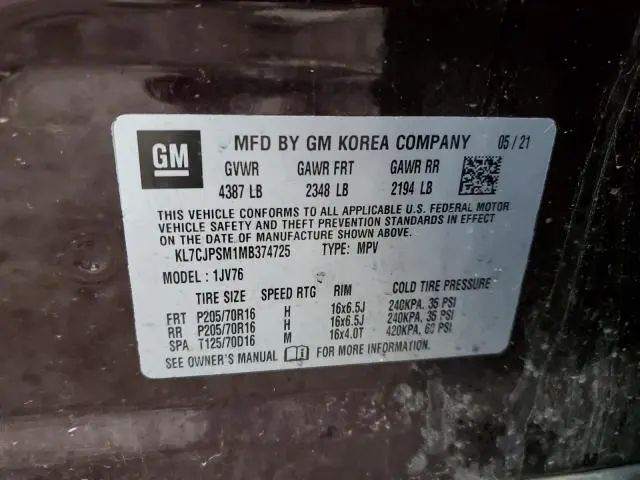 GM MFD BY GM KOREA COMPANY 05/21
GVWR GAWR FRT GAWR RR
4387 LB 2348 LB 2194 LB
THIS VEHICLE CONFORMS TO ALL APPLICABLE U.S. FEDERAL MOTOR
VEHICLE SAFETY AND THEFT PREVENTION STANDARDS IN EFFECT
ON THE DATE OF MANUFACTURE SHOWN ABOVE.
KL7CJPSM1MB374725 TYPE: MPV
MODEL: 1JV76
TIRE SIZE SPEED RTG RIM COLD TIRE PRESSURE
FRT P205/70R16 H 16x6.5J 240KPA, 35 PSI
RR P205/70R16 H 16x6.5J 240KPA, 35 PSI
SPA T125/70D16 M 16x4.0T 420KPA, 60 PSI
SEE OWNER'S MANUAL FOR MORE INFORMATION